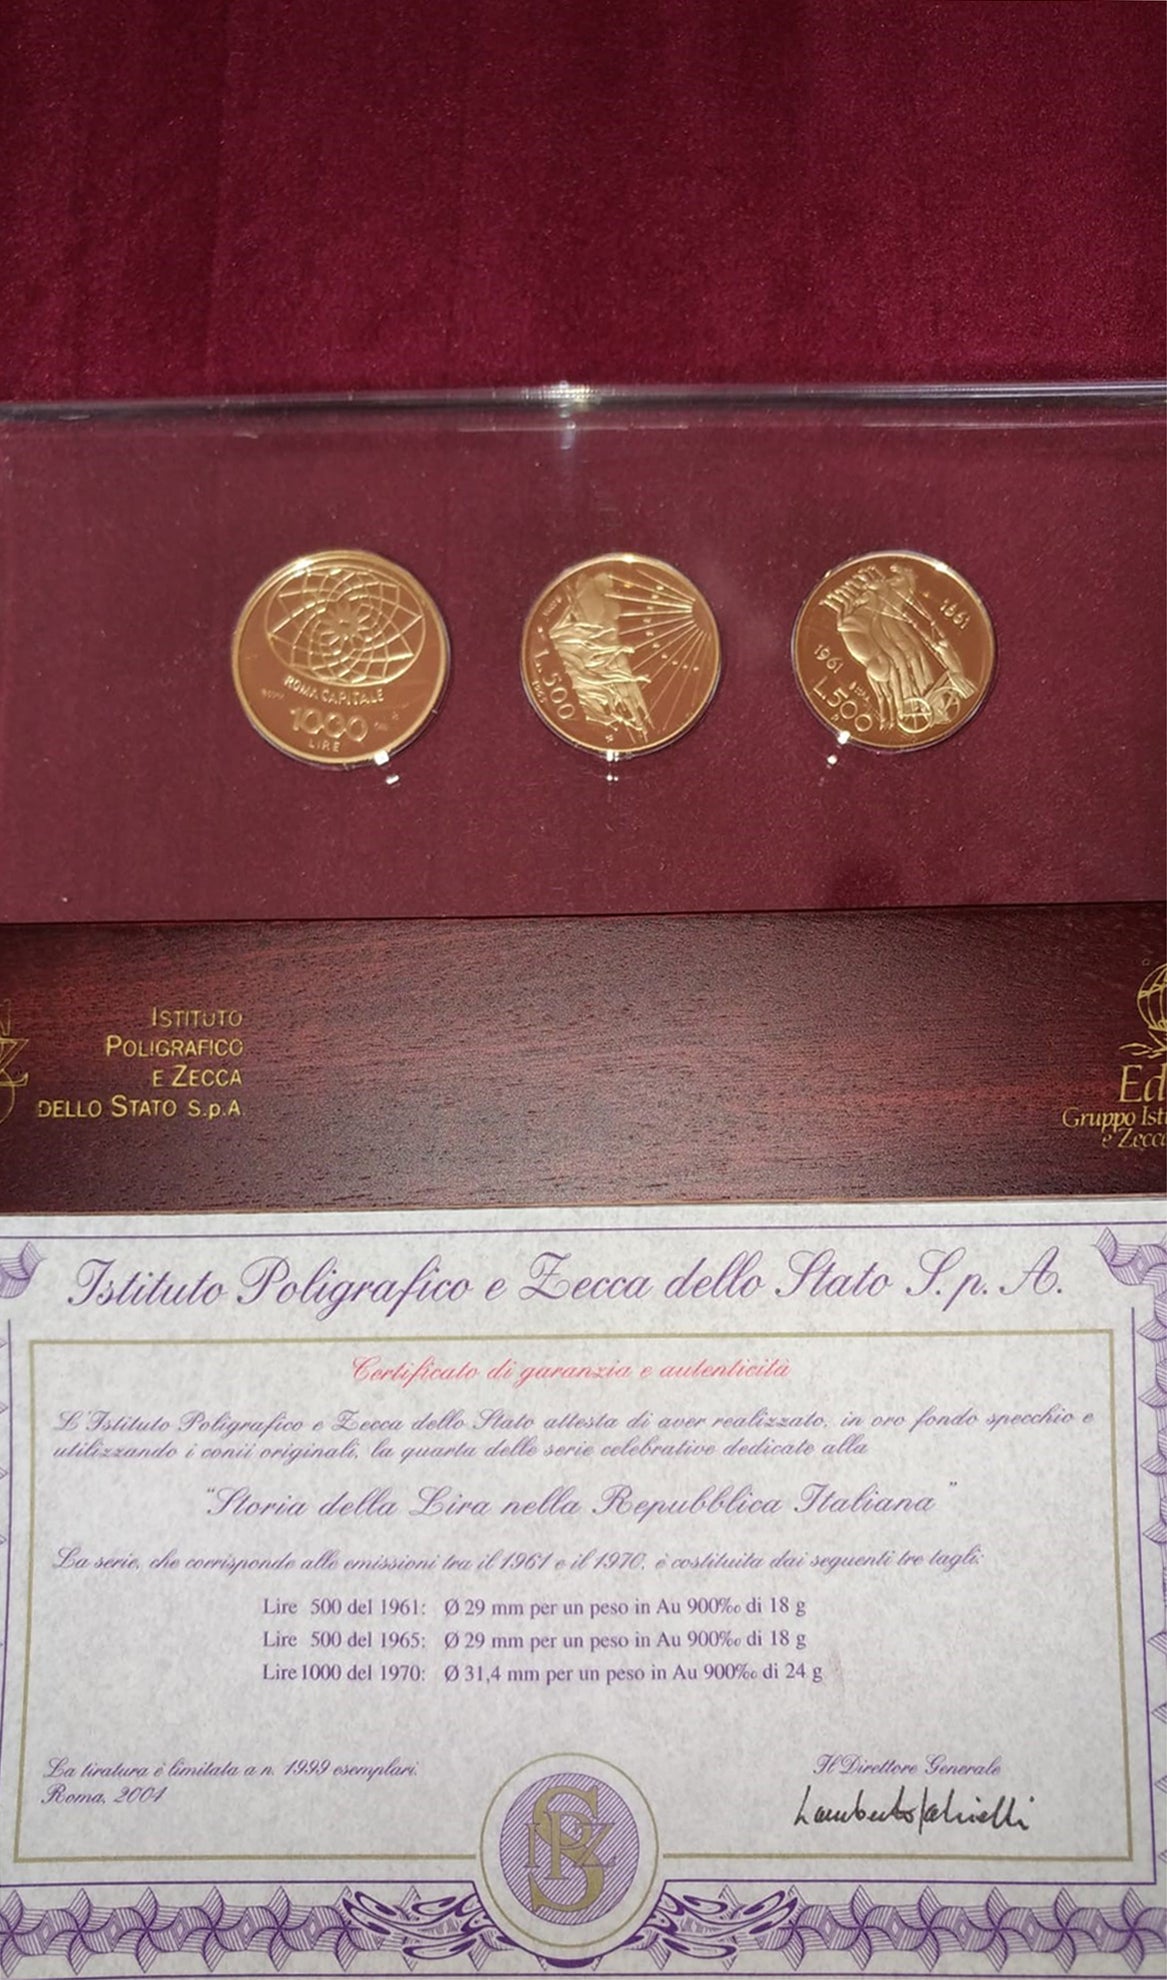 ROMA CAPITALE
1000
LIRE
L.500
1861
1961
L.500
ISTITUTO
POLIGRAFICO
E ZECCA
DELLO STATO S.p.A.
Ed
Gruppo Ist
e Zecca
Istituto Poligrafico e Zecca dello Stato S.p.A.
Certificato di garanzia e autenticità
L'Istituto Poligrafico e Zecca dello Stato attesta di aver realizzato, in oro fondo specchio e
utilizzando i conii originali, la quarta delle serie celebrative dedicate alla
"Storia della Lira nella Repubblica Italiana"
La serie, che corrisponde alle emissioni tra il 1961 e il 1970, è costituita dai seguenti tre tagli:
Lire 500 del 1961: Ø 29 mm per un peso in Au 900‰ di 18 g
Lire 500 del 1965: Ø 29 mm per un peso in Au 900‰ di 18 g
Lire 1000 del 1970: Ø 31,4 mm per un peso in Au 900‰ di 24 g
La tiratura è limitata a n. 1999 esemplari.
Roma, 2001
Il Direttore Generale